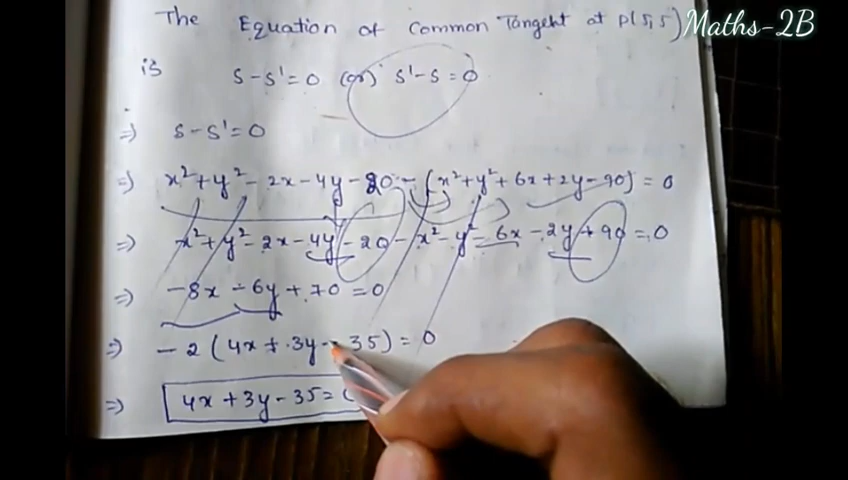 The Equation of Common Tangent at P(5,5)
Maths-2B
is S-S'=0 (or) S'-S=0
⇒ S-S'=0
⇒ x²+y²-2x-4y-20-(x²+y²+6x+2y-90)=0
⇒ x²+y²-2x-4y-20-x²-y²-6x-2y+90=0
⇒ -8x-6y+70=0
⇒ -2(4x+3y-35)=0
⇒ 4x+3y-35=